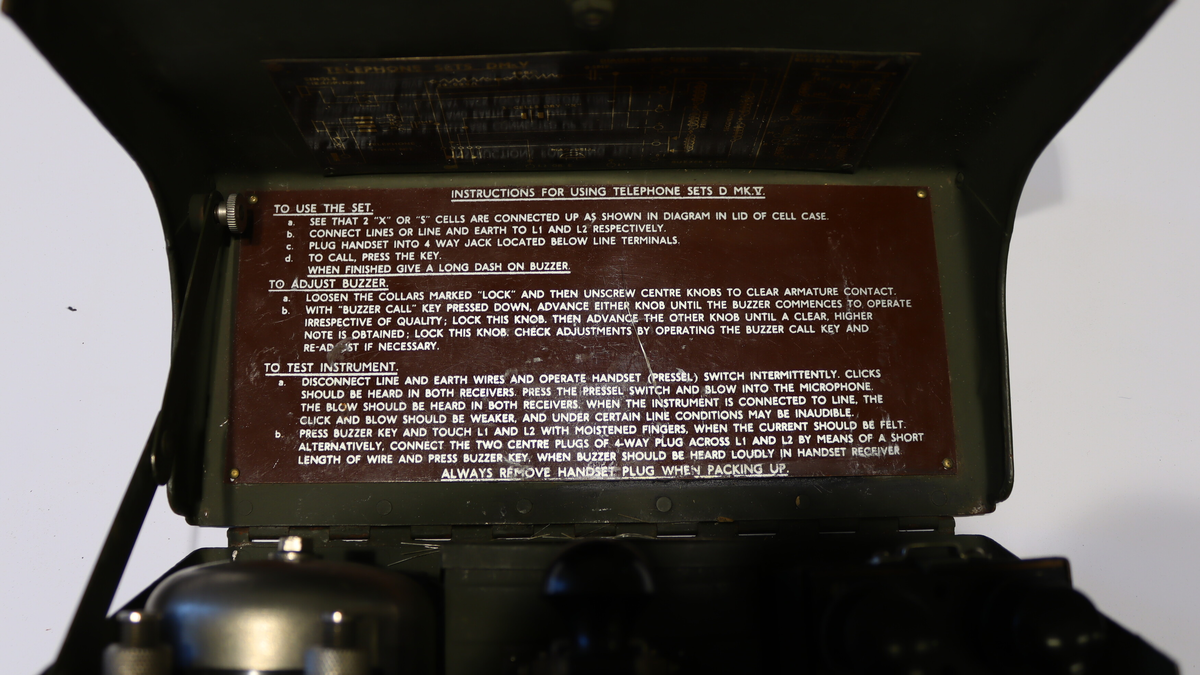 TELEPHONE SETS D MK.V
INSTRUCTIONS FOR USING TELEPHONE SETS D MK.V.
TO USE THE SET.
a. SEE THAT 2 "X" OR "S" CELLS ARE CONNECTED UP AS SHOWN IN DIAGRAM IN LID OF CELL CASE.
b. CONNECT LINES OR LINE AND EARTH TO L1 AND L2 RESPECTIVELY.
c. PLUG HANDSET INTO 4 WAY JACK LOCATED BELOW LINE TERMINALS.
d. TO CALL, PRESS THE KEY.
WHEN FINISHED GIVE A LONG DASH ON BUZZER.
TO ADJUST BUZZER.
a. LOOSEN THE COLLARS MARKED "LOCK" AND THEN UNSCREW CENTRE KNOBS TO CLEAR ARMATURE CONTACT.
b. WITH "BUZZER CALL" KEY PRESSED DOWN, ADVANCE EITHER KNOB UNTIL THE BUZZER COMMENCES TO OPERATE
IRRESPECTIVE OF QUALITY; LOCK THIS KNOB. THEN ADVANCE THE OTHER KNOB UNTIL A CLEAR, HIGHER
NOTE IS OBTAINED; LOCK THIS KNOB. CHECK ADJUSTMENTS BY OPERATING THE BUZZER CALL KEY AND
RE-ADJUST IF NECESSARY.
TO TEST INSTRUMENT.
a. DISCONNECT LINE AND EARTH WIRES AND OPERATE HANDSET (PRESSEL) SWITCH INTERMITTENTLY. CLICKS
SHOULD BE HEARD IN BOTH RECEIVERS. PRESS THE PRESSEL SWITCH AND BLOW INTO THE MICROPHONE.
THE BLOW SHOULD BE HEARD IN BOTH RECEIVERS. WHEN THE INSTRUMENT IS CONNECTED TO LINE, THE
CLICK AND BLOW SHOULD BE WEAKER, AND UNDER CERTAIN LINE CONDITIONS MAY BE INAUDIBLE.
b. PRESS BUZZER KEY AND TOUCH L1 AND L2 WITH MOISTENED FINGERS, WHEN THE CURRENT SHOULD BE FELT.
ALTERNATIVELY, CONNECT THE TWO CENTRE PLUGS OF 4-WAY PLUG ACROSS L1 AND L2 BY MEANS OF A SHORT
LENGTH OF WIRE AND PRESS BUZZER KEY, WHEN BUZZER SHOULD BE HEARD LOUDLY IN HANDSET RECEIVER.
ALWAYS REMOVE HANDSET PLUG WHEN PACKING UP.